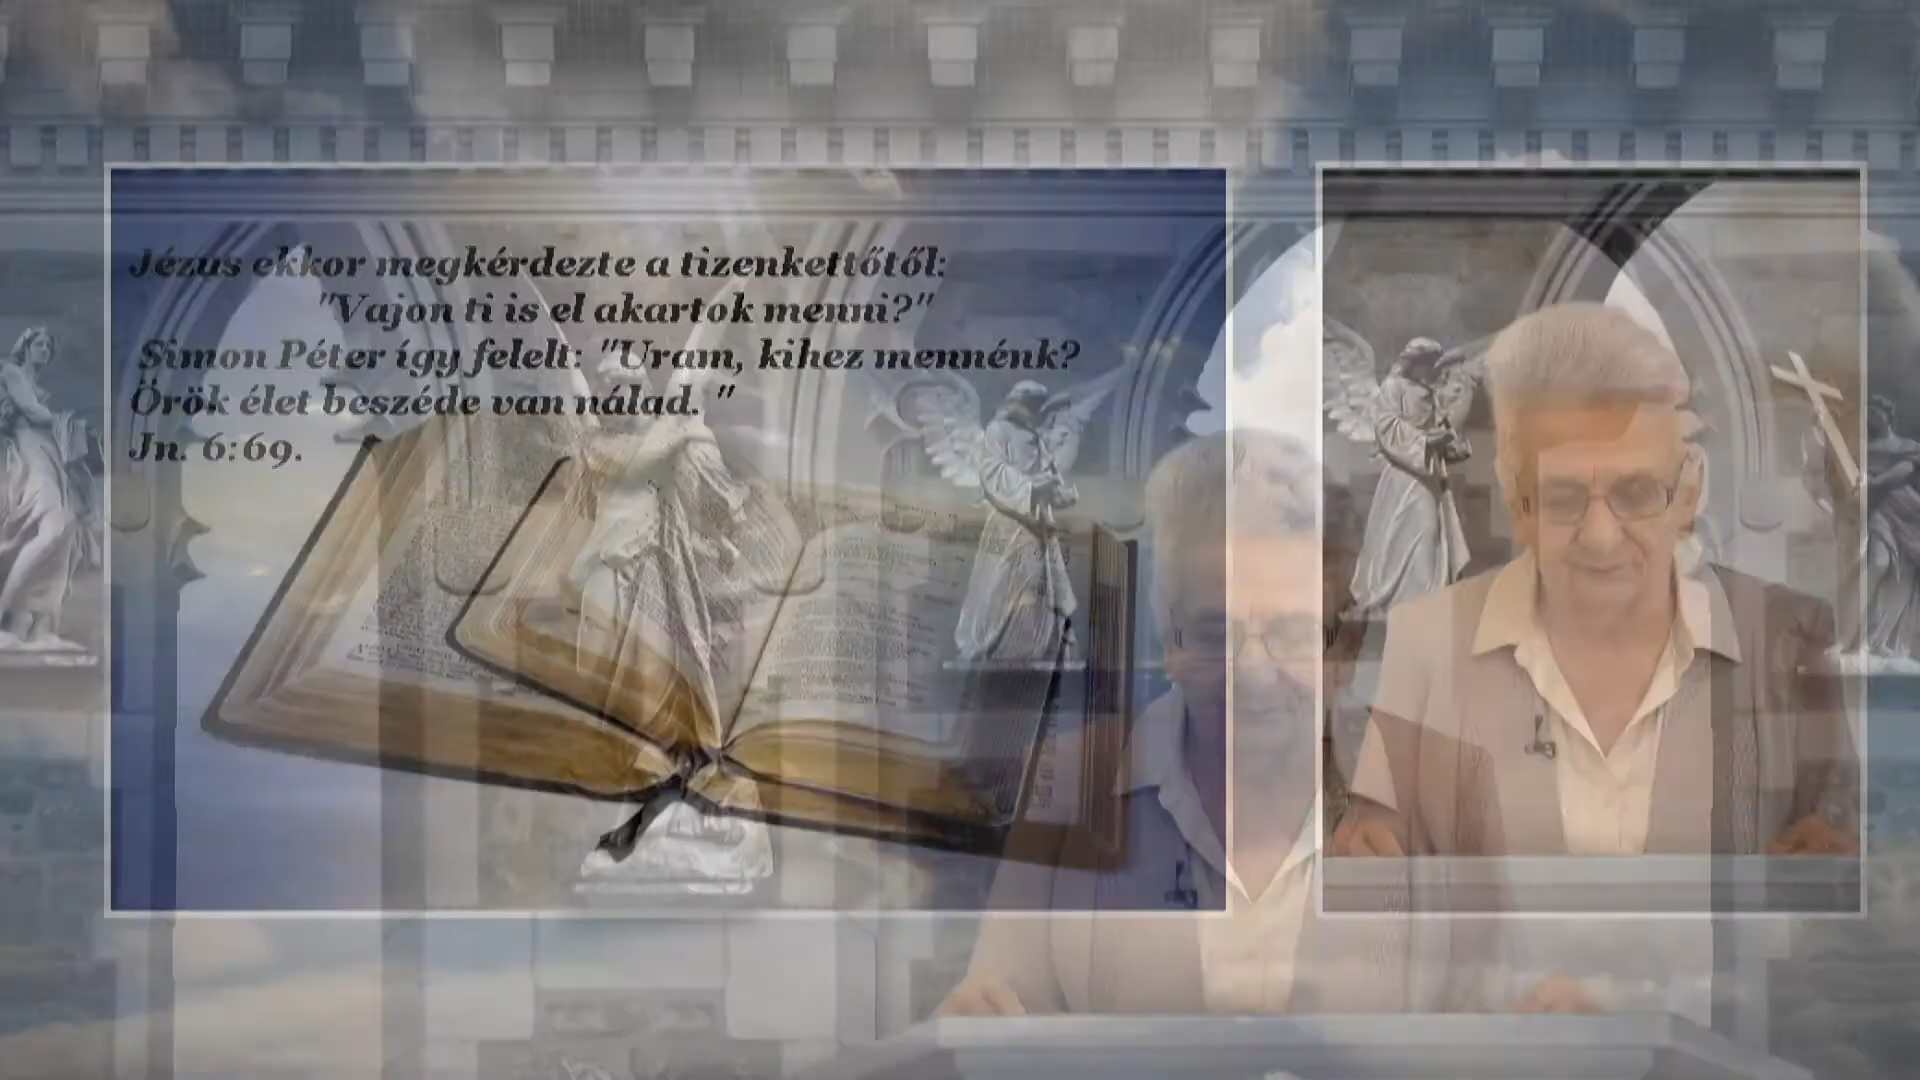 Jézus ekkor megkérdezte a tizenkettőtől:
"Vajon ti is el akartok menni?"
Simon Péter így felelt: "Uram, kihez mennénk?
Örök élet beszéde van nálad. "
Jn. 6:69.